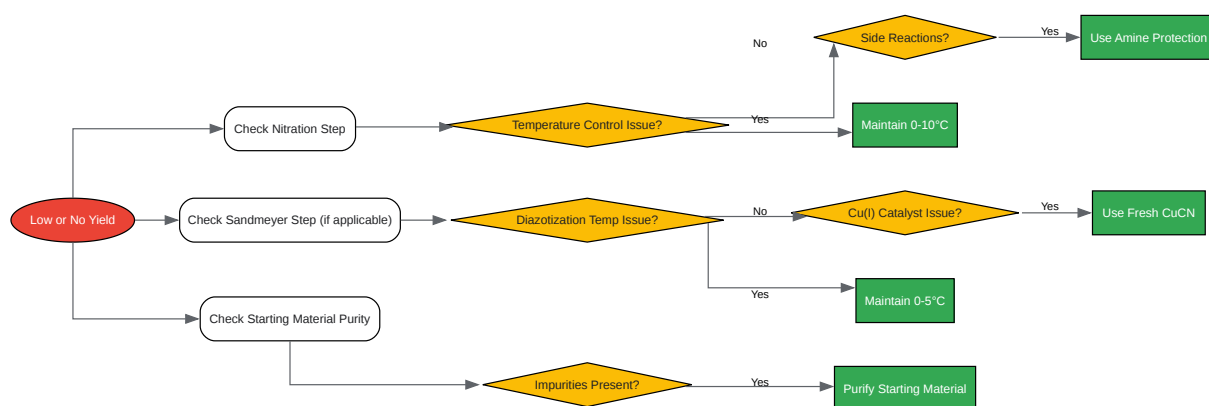 Side Reactions?
Yes
Use Amine Protection
No
Check Nitration Step
Temperature Control Issue?
Yes
Maintain 0-10°C
Low or No Yield
Check Sandmeyer Step (if applicable)
Diazotization Temp Issue?
No
Cu(I) Catalyst Issue?
Yes
Use Fresh CuCN
Yes
Maintain 0-5°C
Check Starting Material Purity
Impurities Present?
Yes
Purify Starting Material